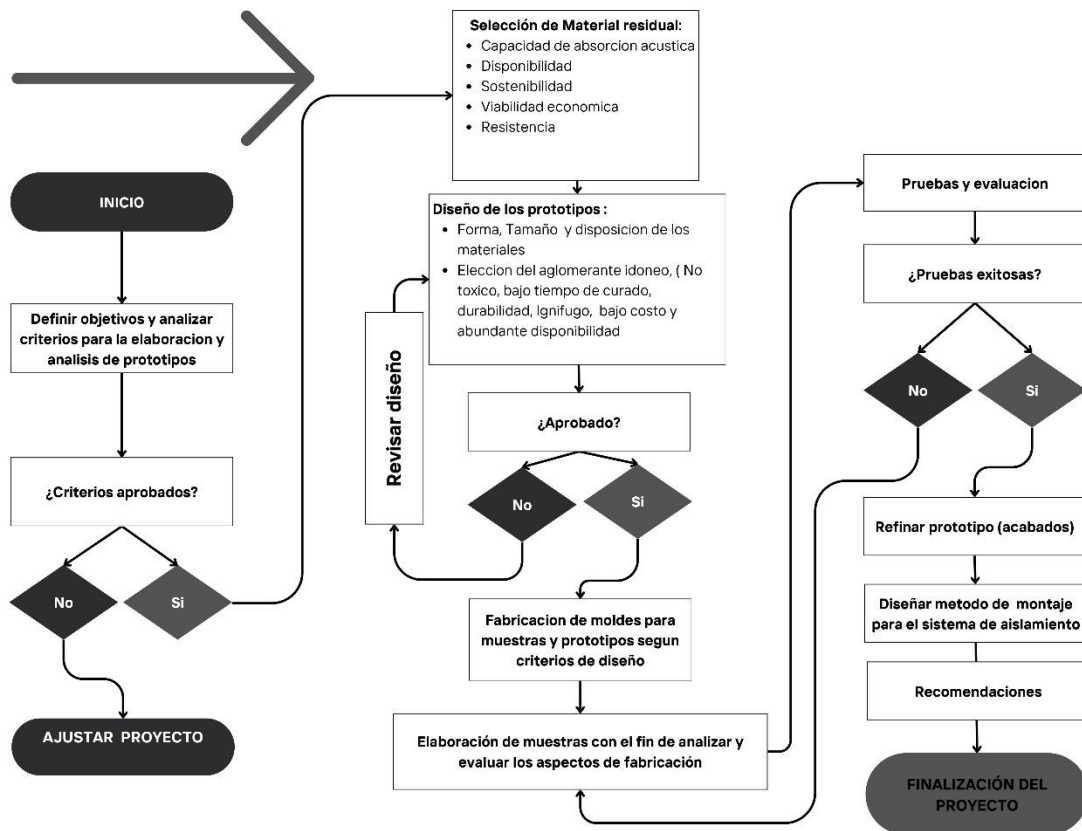 INICIO
Definir objetivos y analizar
criterios para la elaboracion y
analisis de prototipos
¿Criterios aprobados?
No
Si
AJUSTAR PROYECTO
Selección de Material residual:
• Capacidad de absorcion acustica
• Disponibilidad
• Sostenibilidad
• Viabilidad economica
• Resistencia
Diseño de los prototipos :
• Forma, Tamaño y disposicion de los
materiales
• Eleccion del aglomerante idoneo, ( No
toxico, bajo tiempo de curado,
durabilidad, Ignifugo, bajo costo y
abundante disponibilidad
Revisar diseño
¿Aprobado?
No
Si
Fabricacion de moldes para
muestras y prototipos segun
criterios de diseño
Elaboración de muestras con el fin de analizar y
evaluar los aspectos de fabricación
Pruebas y evaluacion
¿Pruebas exitosas?
No
Si
Refinar prototipo (acabados)
Diseñar metodo de montaje
para el sistema de aislamiento
Recomendaciones
FINALIZACIÓN DEL
PROYECTO